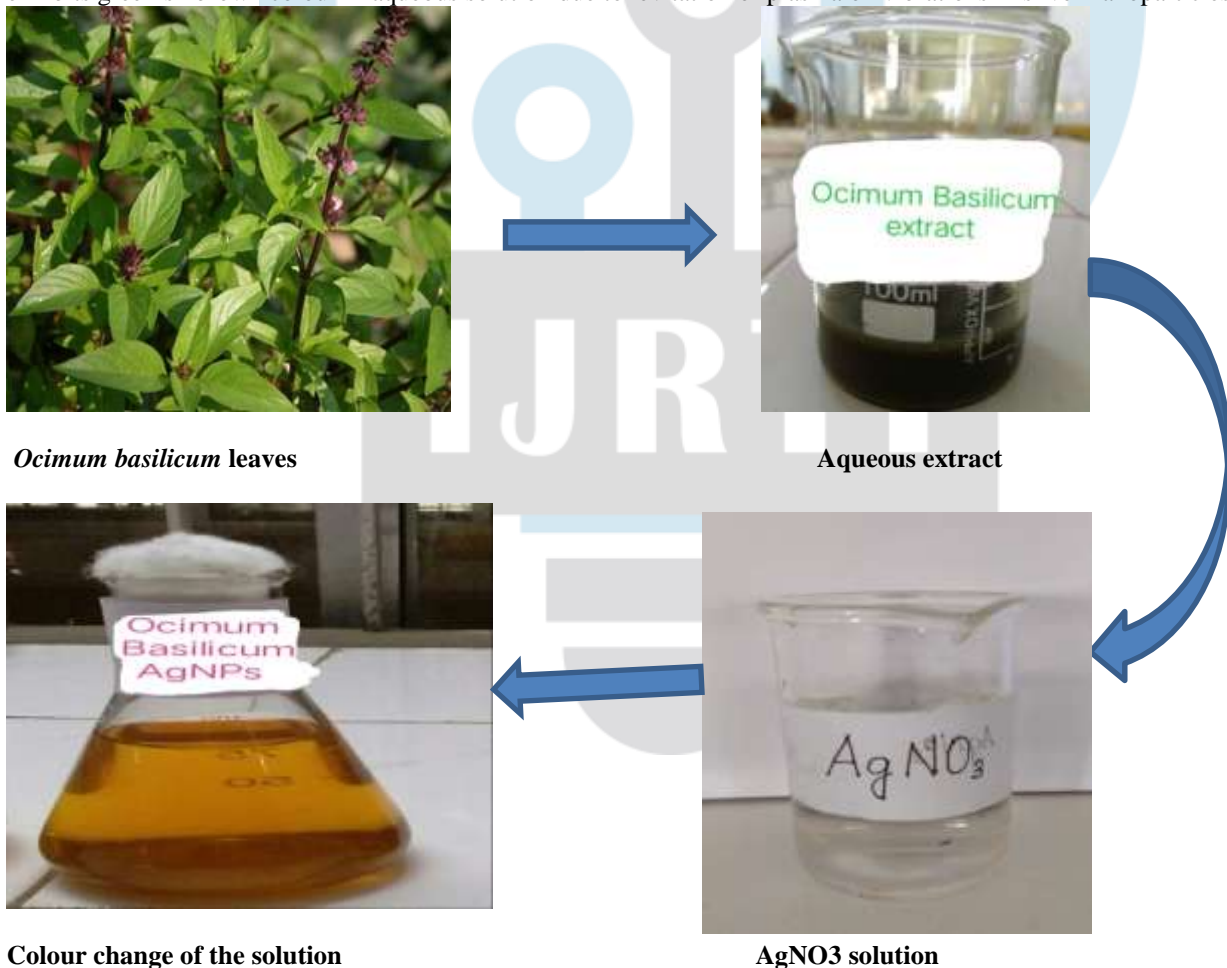 Ocimum Basilicum
extract
100ml
IJRTI
Ocimum basilicum leaves
Aqueous extract
Ocimum
Basilicum
AgNPs
AgNO3
Colour change of the solution
AgNO3 solution